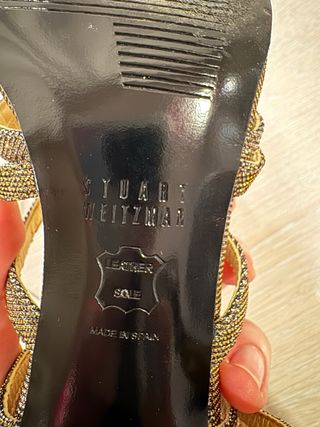 STUART
WEITZMAN
LEATHER
SOLE
MADE IN SPAIN